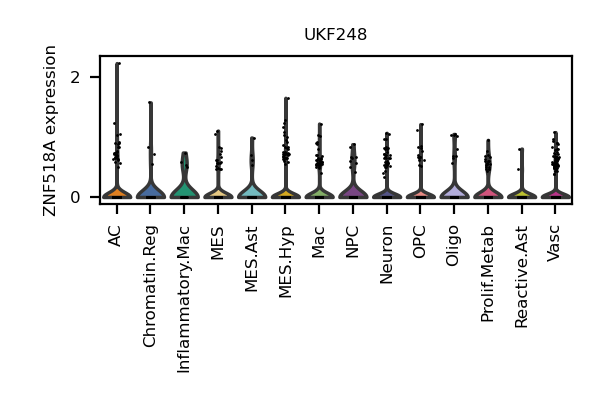 UKF248
ZNF518A expression
2
0
AC
Chromatin.Reg
Inflammatory.Mac
MES
MES.Ast
MES.Hyp
Mac
NPC
Neuron
OPC
Oligo
Prolif.Metab
Reactive.Ast
Vasc